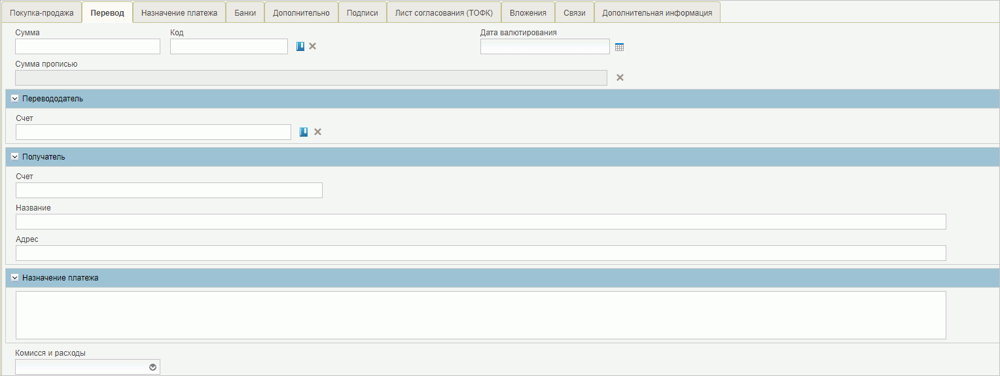 Покупка-продажа Перевод Назначение платежа Банки Дополнительно Подписи Лист согласования (ТОФК) Вложения Связи Дополнительная информация
Сумма Код Дата валютирования
Сумма прописью
Перевододатель
Счет
Получатель
Счет
Название
Адрес
Назначение платежа
Комисся и расходы